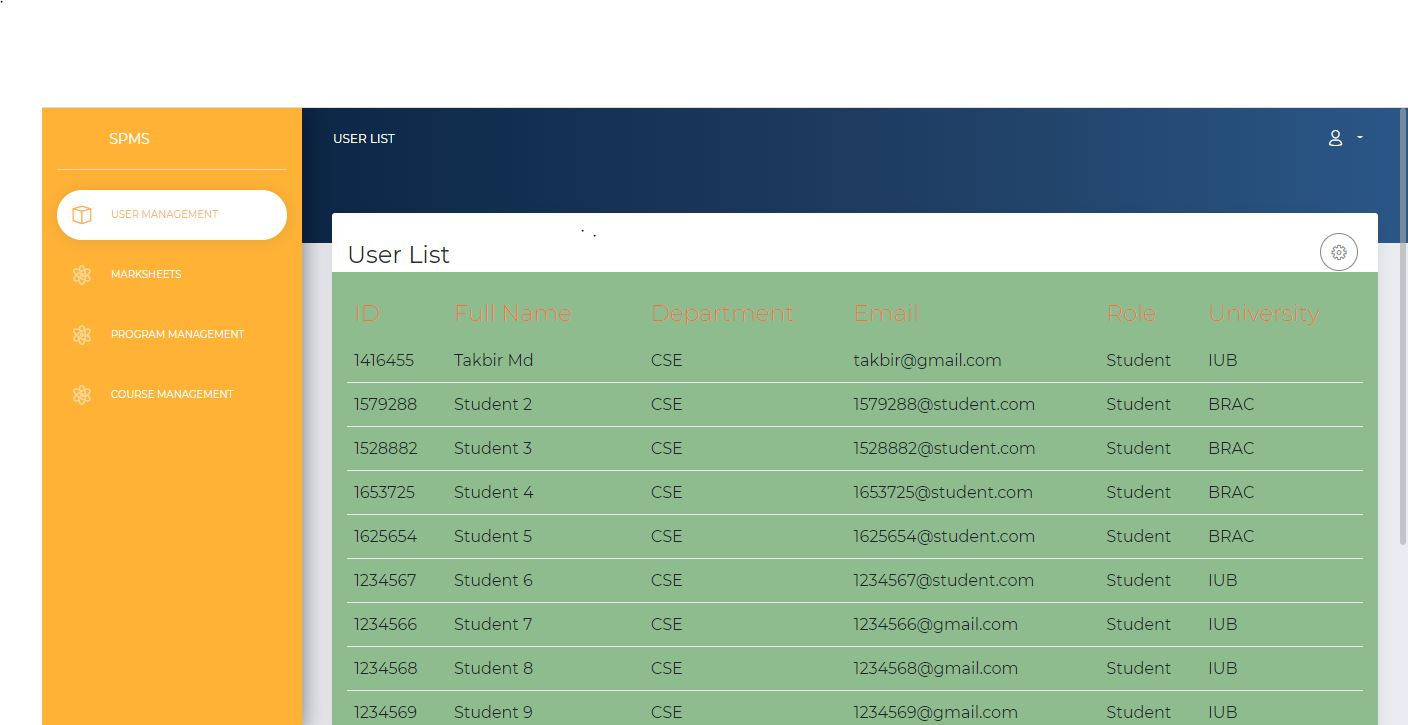 SPMS
USER LIST
USER MANAGEMENT
MARKSHEETS
PROGRAM MANAGEMENT
COURSE MANAGEMENT
User List
ID Full Name Department Email Role University
1416455 Takbir Md CSE takbir@gmail.com Student IUB
1579288 Student 2 CSE 1579288@student.com Student BRAC
1528882 Student 3 CSE 1528882@student.com Student BRAC
1653725 Student 4 CSE 1653725@student.com Student BRAC
1625654 Student 5 CSE 1625654@student.com Student BRAC
1234567 Student 6 CSE 1234567@student.com Student IUB
1234566 Student 7 CSE 1234566@gmail.com Student IUB
1234568 Student 8 CSE 1234568@gmail.com Student IUB
1234569 Student 9 CSE 1234569@gmail.com Student IUB